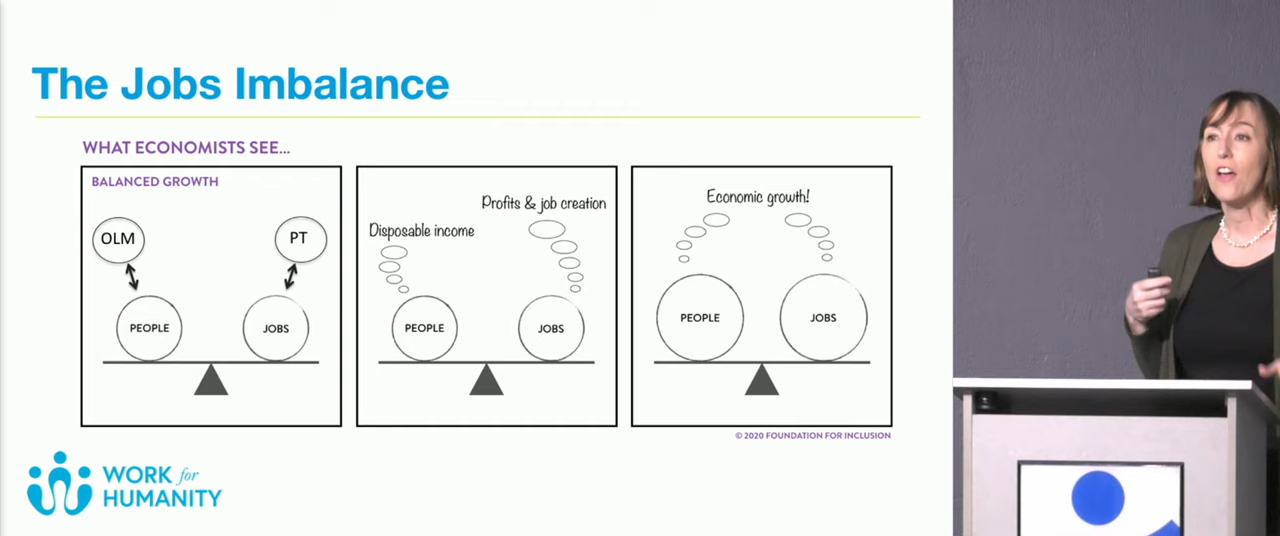 The Jobs Imbalance
WHAT ECONOMISTS SEE...
BALANCED GROWTH
OLM
PT
PEOPLE
JOBS
Disposable income
Profits & job creation
PEOPLE
JOBS
Economic growth!
PEOPLE
JOBS
© 2020 FOUNDATION FOR INCLUSION
WORK for
HUMANITY